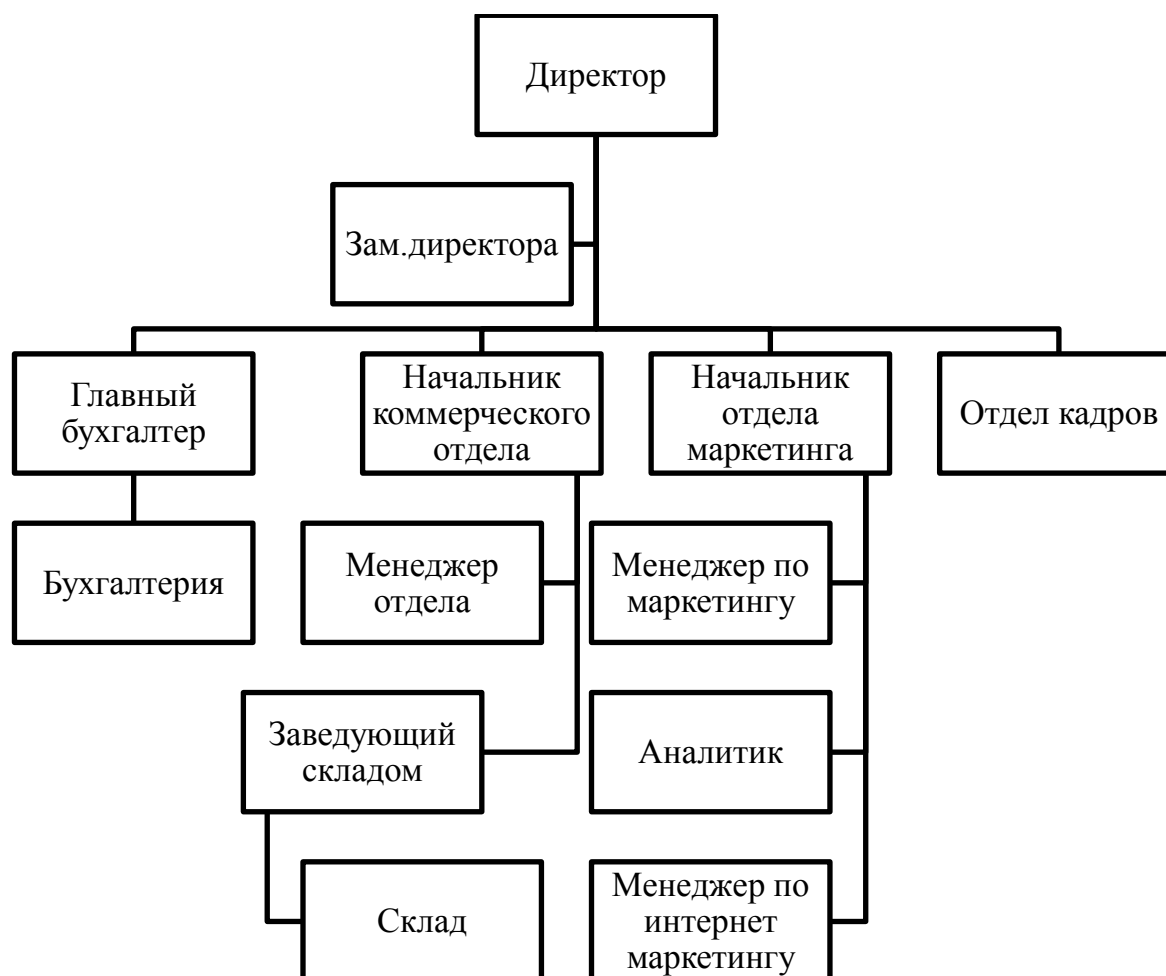 Директор
Зам.директора
Главный
бухгалтер
Начальник
коммерческого
отдела
Начальник
отдела
маркетинга
Отдел кадров
Бухгалтерия
Менеджер
отдела
Менеджер по
маркетингу
Заведующий
складом
Аналитик
Склад
Менеджер по
интернет
маркетингу